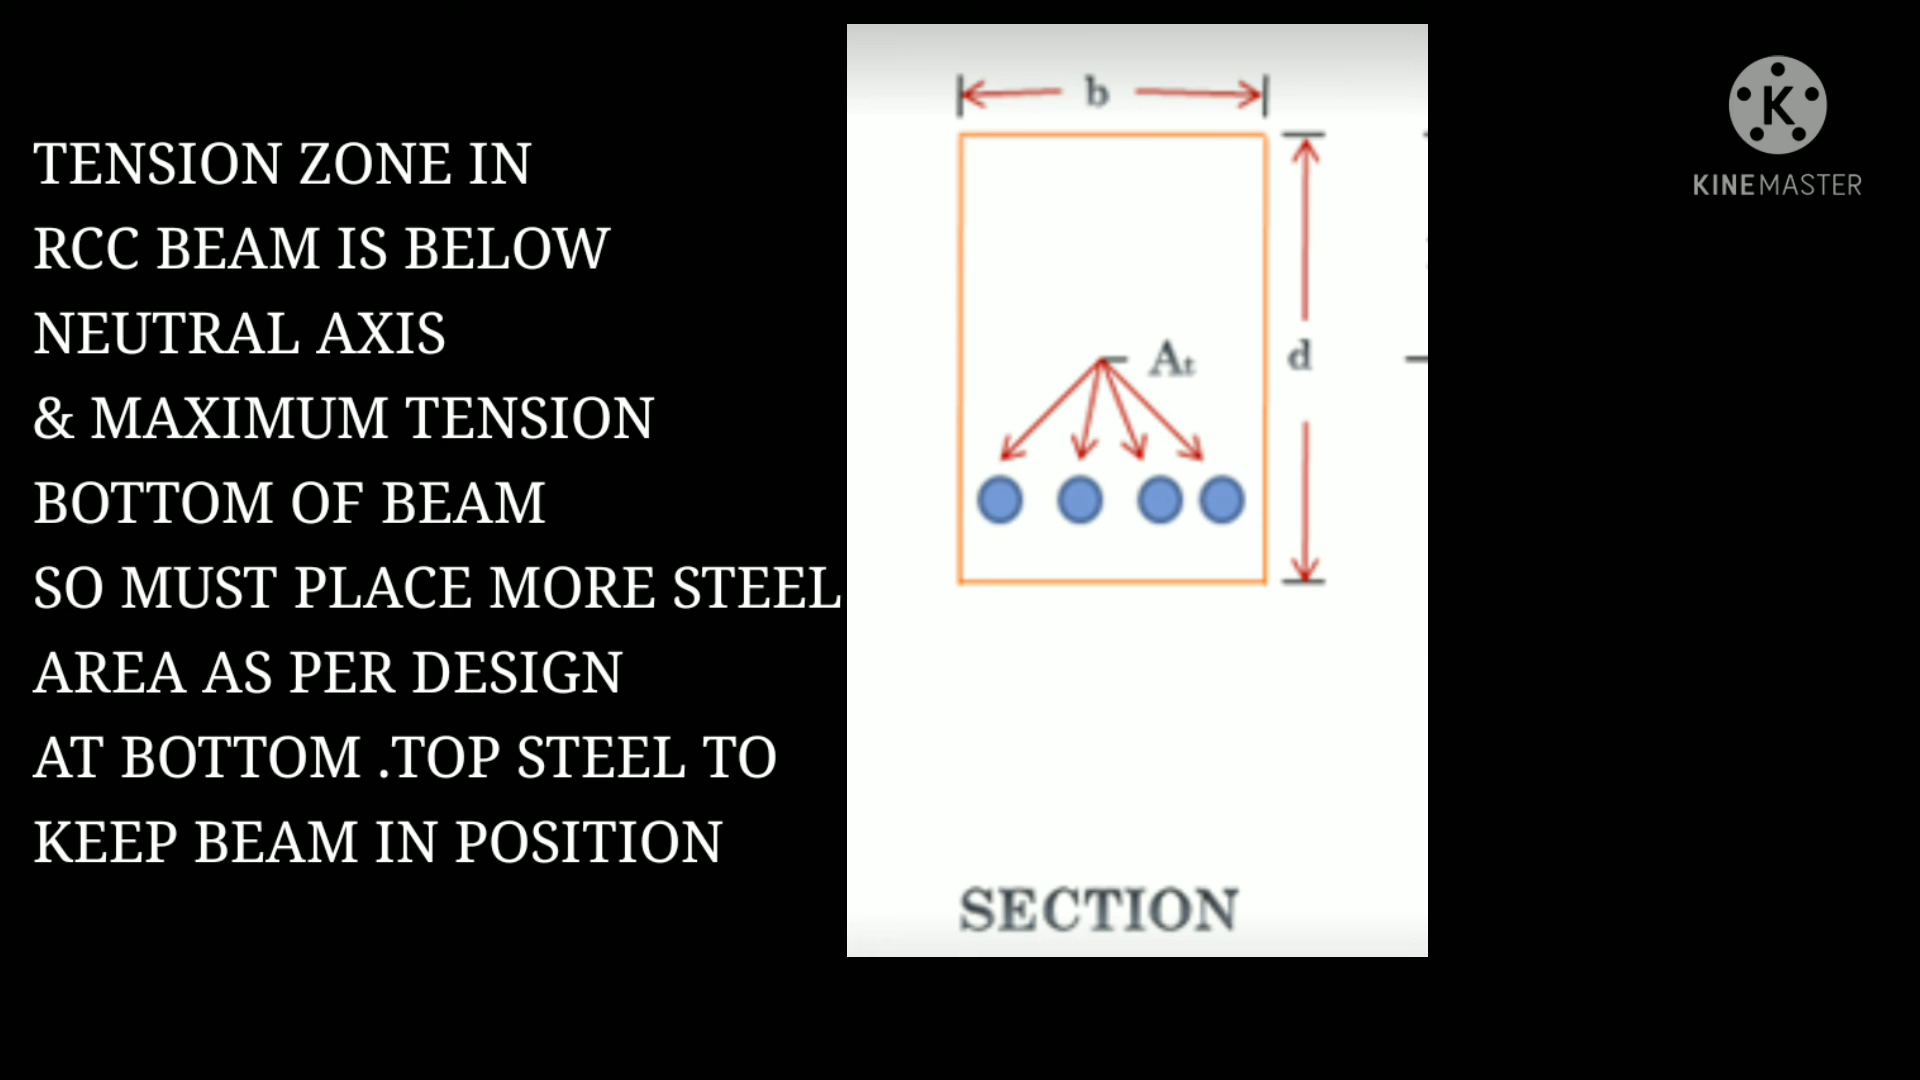 TENSION ZONE IN
RCC BEAM IS BELOW
NEUTRAL AXIS
& MAXIMUM TENSION
BOTTOM OF BEAM
SO MUST PLACE MORE STEEL
AREA AS PER DESIGN
AT BOTTOM .TOP STEEL TO
KEEP BEAM IN POSITION
b
At
d
SECTION
K
KINEMASTER